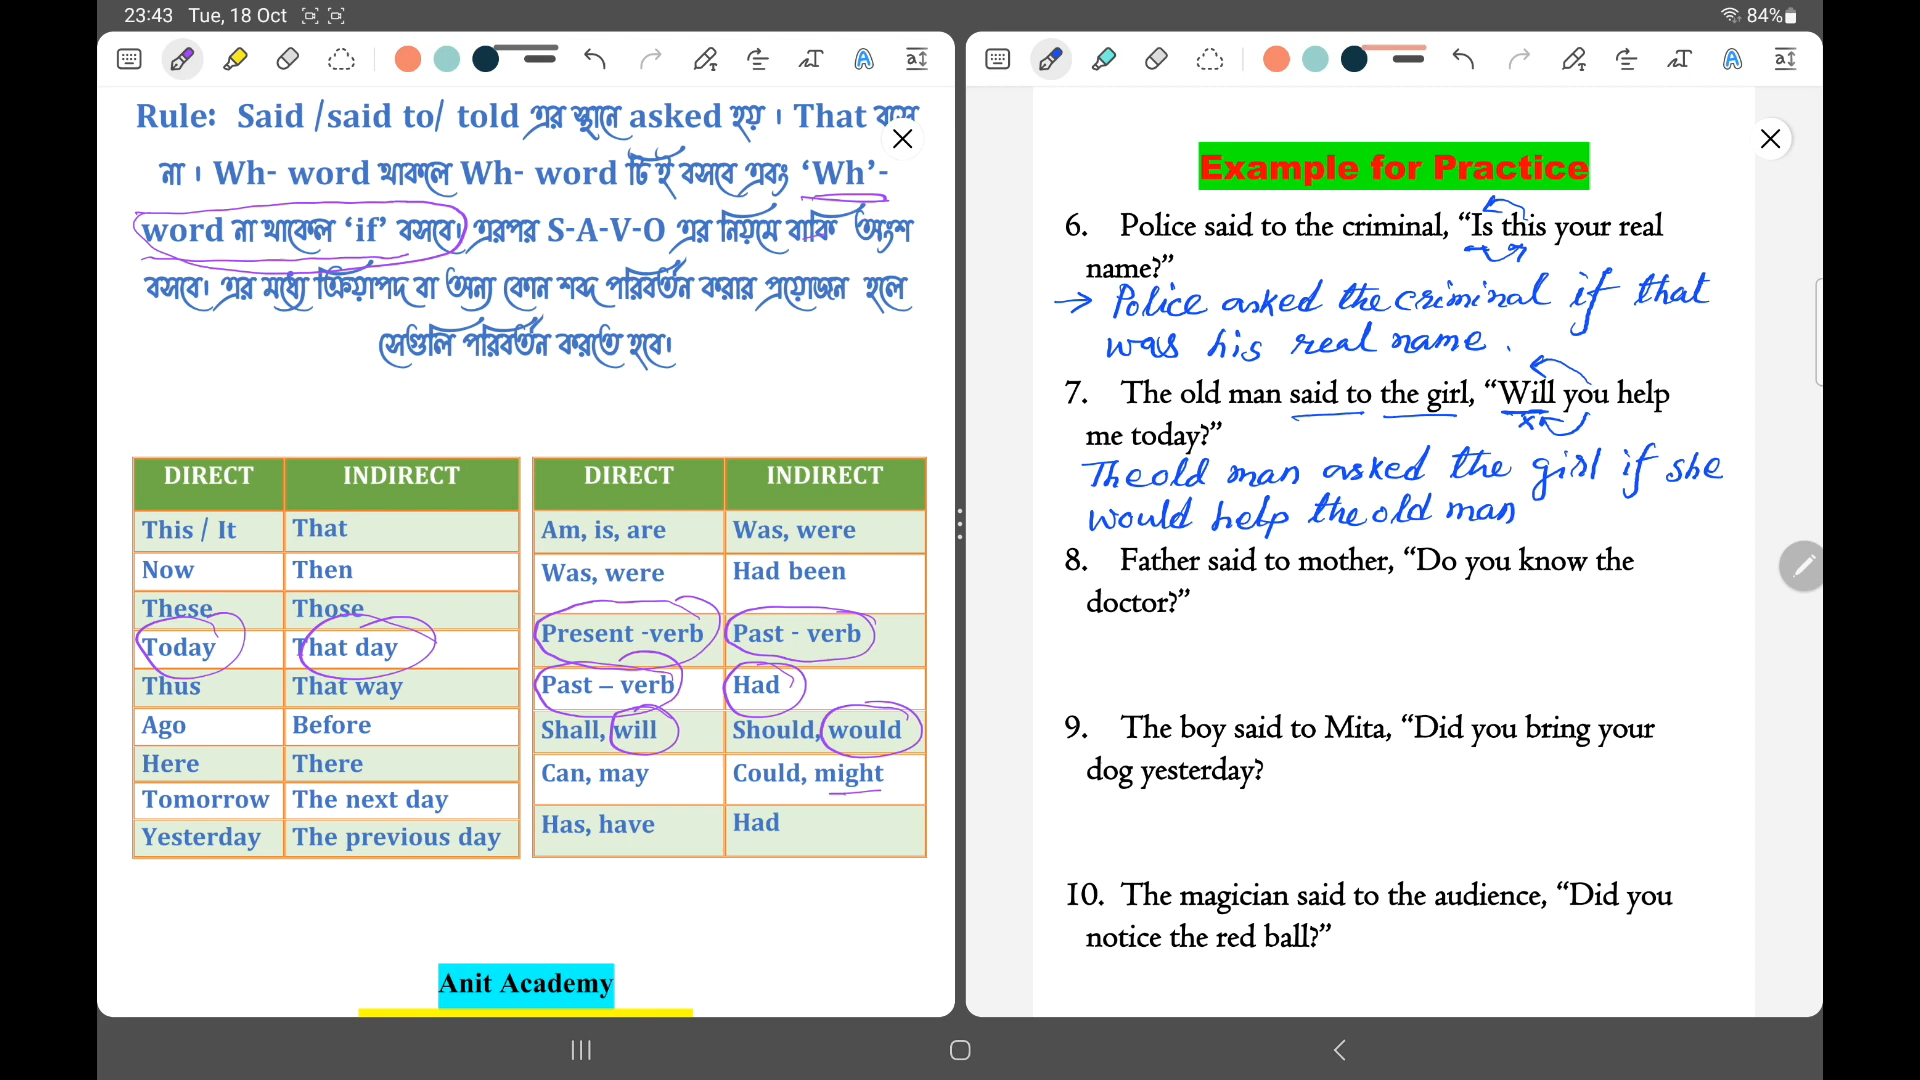 23:43 Tue, 18 Oct
84%
Rule: Said /said to/ told এর স্থানে asked হয় । That বসে
না । Wh- word থাকলে Wh- word টি ই বসবে এবং ‘Wh’-
word না থাকলে ‘if’ বসবে। এরপর S-A-V-O এর নিয়মে বাকি অংশ
বসবে। এর মধ্যে ক্রিয়াপদ বা অন্য কোন শব্দ পরিবর্তন করার প্রয়োজন হলে
সেগুলি পরিবর্তন করতে হবে।
DIRECT INDIRECT
This / It That
Now Then
These Those
Today That day
Thus That way
Ago Before
Here There
Tomorrow The next day
Yesterday The previous day
DIRECT INDIRECT
Am, is, are Was, were
Was, were Had been
Present -verb Past - verb
Past – verb Had
Shall, will Should, would
Can, may Could, might
Has, have Had
Anit Academy
Example for Practice
6. Police said to the criminal, “Is this your real
name?”
→ Police asked the criminal if that
was his real name .
7. The old man said to the girl, “Will you help
me today?”
The old man asked the girl if she
would help the old man
8. Father said to mother, “Do you know the
doctor?”
9. The boy said to Mita, “Did you bring your
dog yesterday?
10. The magician said to the audience, “Did you
notice the red ball?”